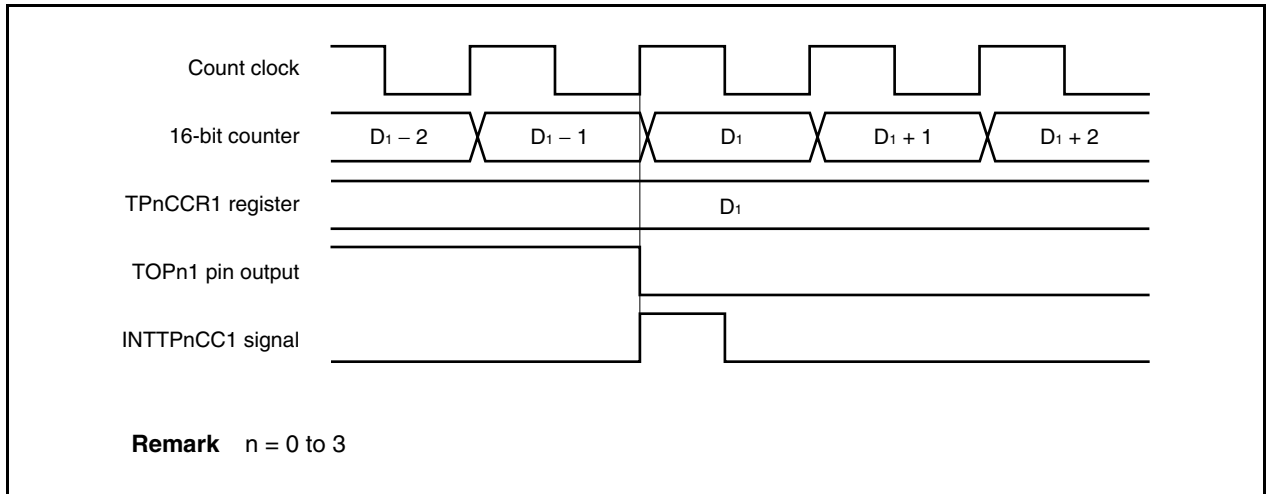 Count clock
16-bit counter D₁ − 2 D₁ − 1 D₁ D₁ + 1 D₁ + 2
TPnCCR1 register D₁
TOPn1 pin output
INTTPnCC1 signal
Remark n = 0 to 3